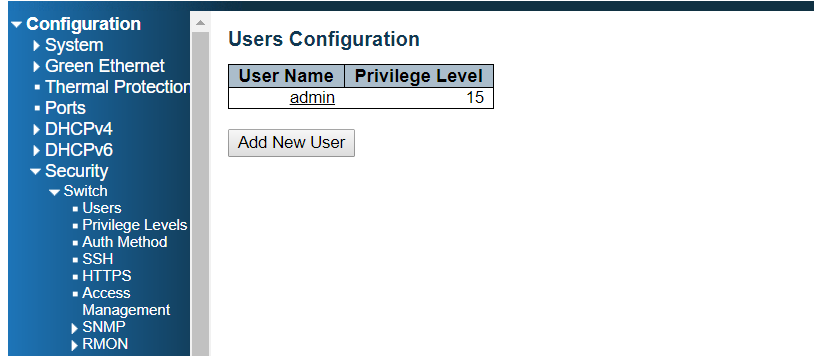 Configuration
System
Green Ethernet
Thermal Protection
Ports
DHCPv4
DHCPv6
Security
Switch
Users
Privilege Levels
Auth Method
SSH
HTTPS
Access
Management
SNMP
RMON
Users Configuration
User Name Privilege Level
admin 15
Add New User